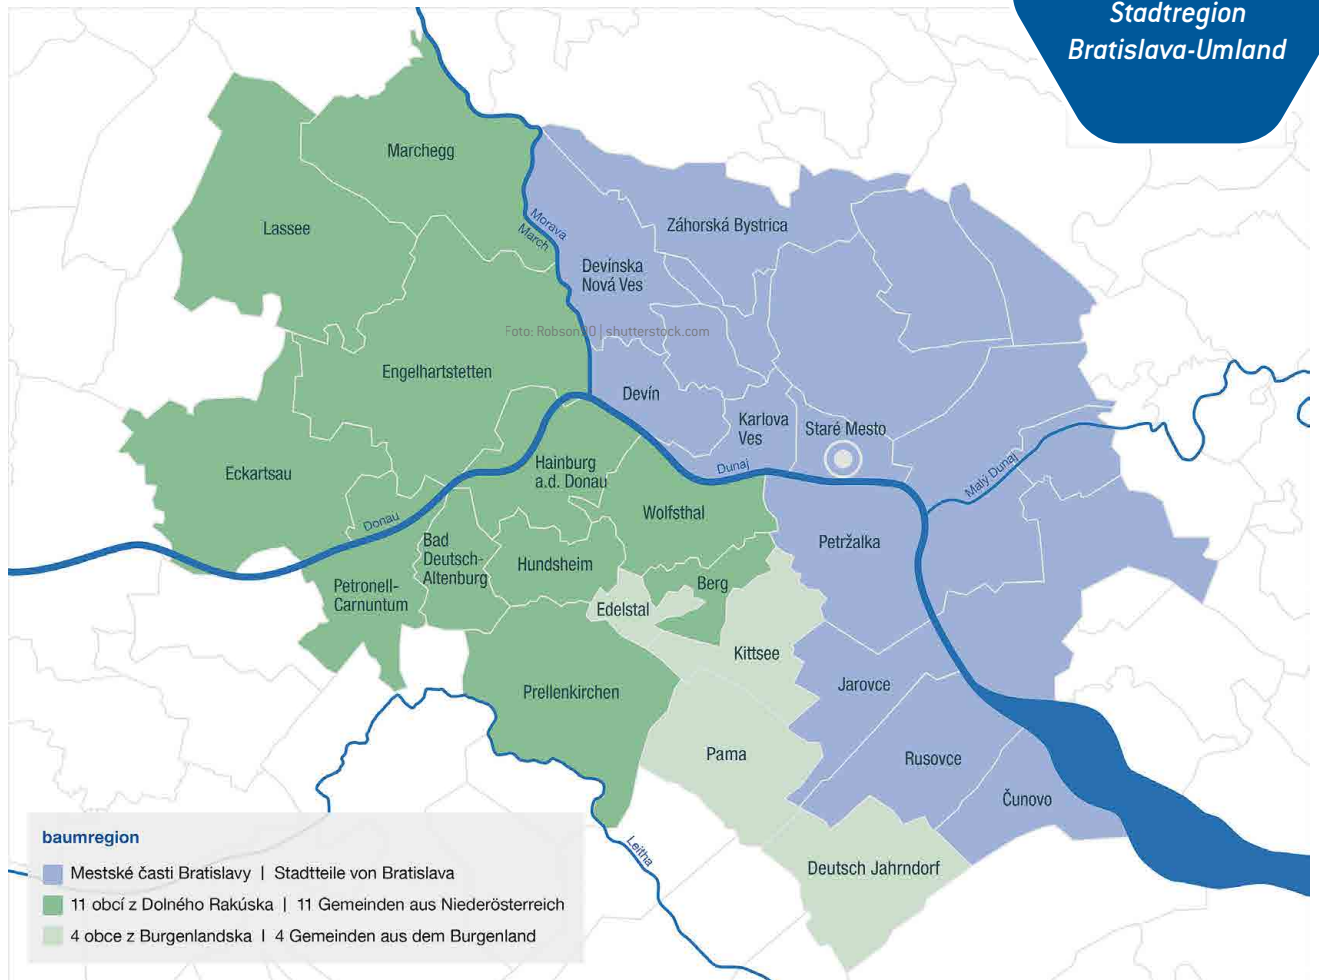 Stadtregion
Bratislava-Umland
Marchegg
Lassee
Morava
March
Záhorská Bystrica
Devínska
Nová Ves
Foto: Robson90 | shutterstock.com
Engelhartstetten
Devín
Karlova
Ves
Staré Mesto
Eckartsau
Hainburg
a.d. Donau
Dunaj
Malý Dunaj
Donau
Wolfsthal
Bad
Deutsch-
Altenburg
Hundsheim
Petržalka
Petronell-
Carnuntum
Berg
Edelstal
Kittsee
Prellenkirchen
Jarovce
Pama
Rusovce
Čunovo
Leitha
Deutsch Jahrndorf
baumregion
Mestské časti Bratislavy | Stadtteile von Bratislava
11 obcí z Dolného Rakúska | 11 Gemeinden aus Niederösterreich
4 obce z Burgenlandska | 4 Gemeinden aus dem Burgenland